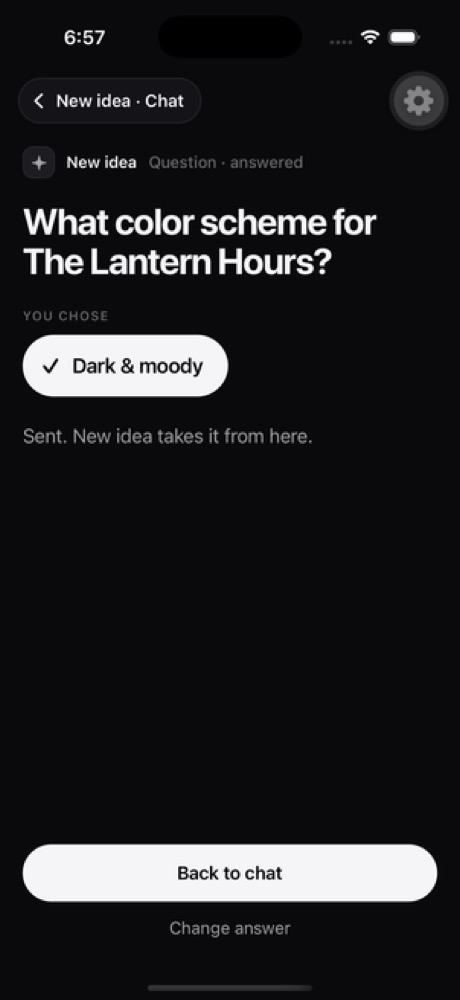 6:57
New idea · Chat
New idea Question · answered
What color scheme for
The Lantern Hours?
YOU CHOSE
Dark & moody
Sent. New idea takes it from here.
Back to chat
Change answer